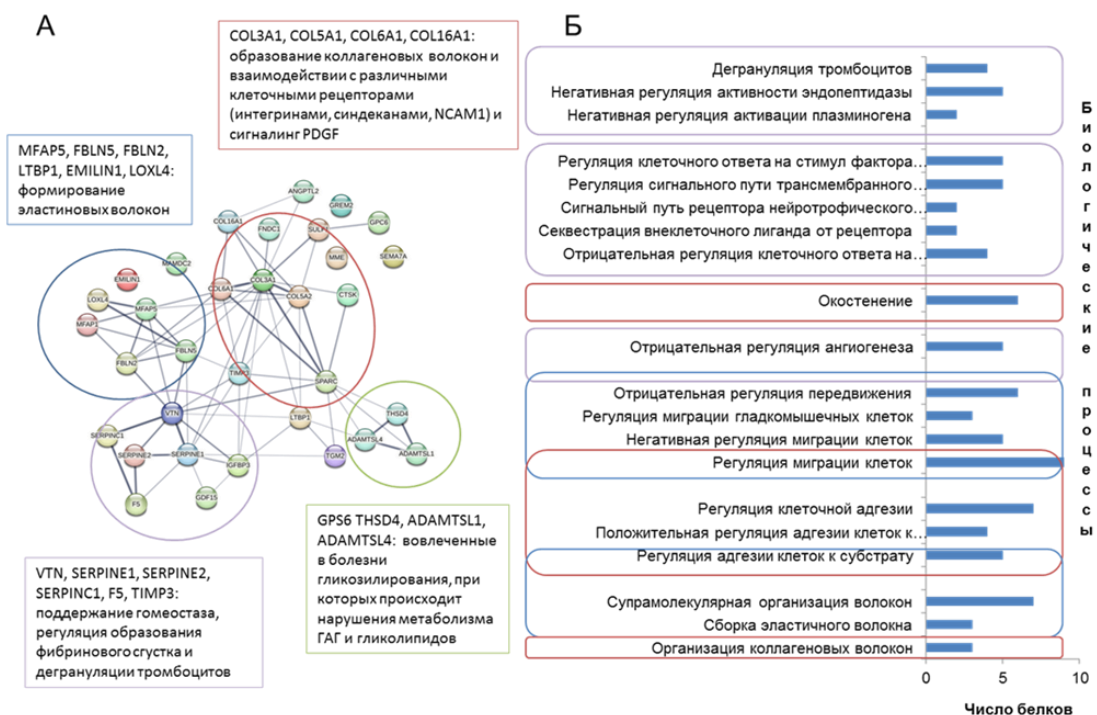 А
COL3A1, COL5A1, COL6A1, COL16A1:
образование коллагеновых волокон и
взаимодействии с различными
клеточными рецепторами
(интегринами, синдеканами, NCAM1) и
сигналинг PDGF
MFAP5, FBLN5, FBLN2,
LTBP1, EMILIN1, LOXL4:
формирование
эластиновых волокон
ANGPTL2
GREM2
COL16A1
FNDC1
SULF1
GPC6
MME
SEMA7A
MAMDC2
EMILIN1
COL3A1
COL6A1
COL5A2
CTSK
LOXL4
MFAP5
MFAP1
FBLN5
FBLN2
TIMP3
SPARC
VTN
LTBP1
THSD4
SERPINC1
ADAMTSL4
SERPINE2
SERPINE1
TGM2
ADAMTSL1
IGFBP3
F5
GDF15
GPS6 THSD4, ADAMTSL1,
ADAMTSL4: вовлеченные
в болезни
гликозилирования, при
которых происходит
нарушения метаболизма
ГАГ и гликолипидов
VTN, SERPINE1, SERPINE2,
SERPINC1, F5, TIMP3:
поддержание гомеостаза,
регуляция образования
фибринового сгустка и
дегрануляции тромбоцитов
Б
Дегрануляция тромбоцитов
Негативная регуляция активности эндопептидазы
Негативная регуляция активации плазминогена
Регуляция клеточного ответа на стимул фактора…
Регуляция сигнального пути трансмембранного…
Сигнальный путь рецептора нейротрофического…
Секвестрация внеклеточного лиганда от рецептора
Отрицательная регуляция клеточного ответа на…
Окостенение
Отрицательная регуляция ангиогенеза
Отрицательная регуляция передвижения
Регуляция миграции гладкомышечных клеток
Негативная регуляция миграции клеток
Регуляция миграции клеток
Регуляция клеточной адгезии
Положительная регуляция адгезии клеток к…
Регуляция адгезии клеток к субстрату
Супрамолекулярная организация волокон
Сборка эластичного волокна
Организация коллагеновых волокон
0 5 10
Число белков
Биологические процессы